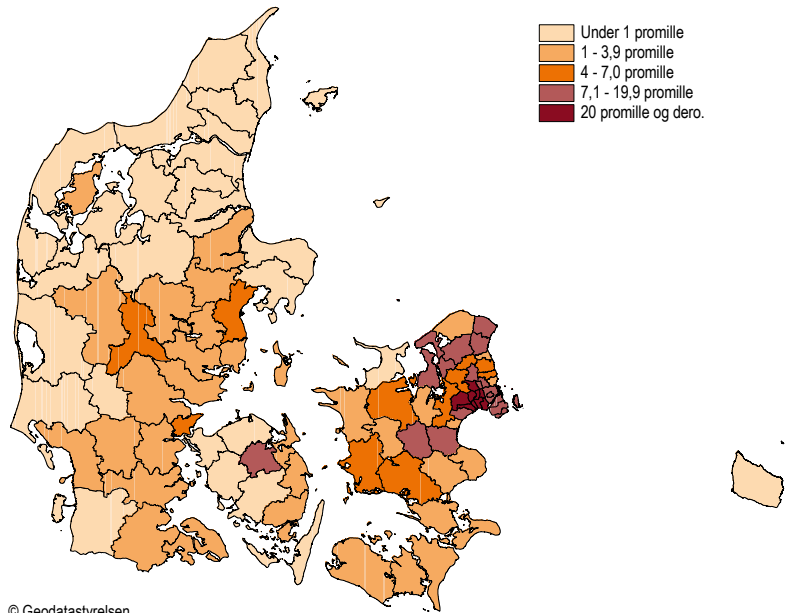 Under 1 promille
1 - 3,9 promille
4 - 7,0 promille
7,1 - 19,9 promille
20 promille og dero.
© Geodatastyrelsen